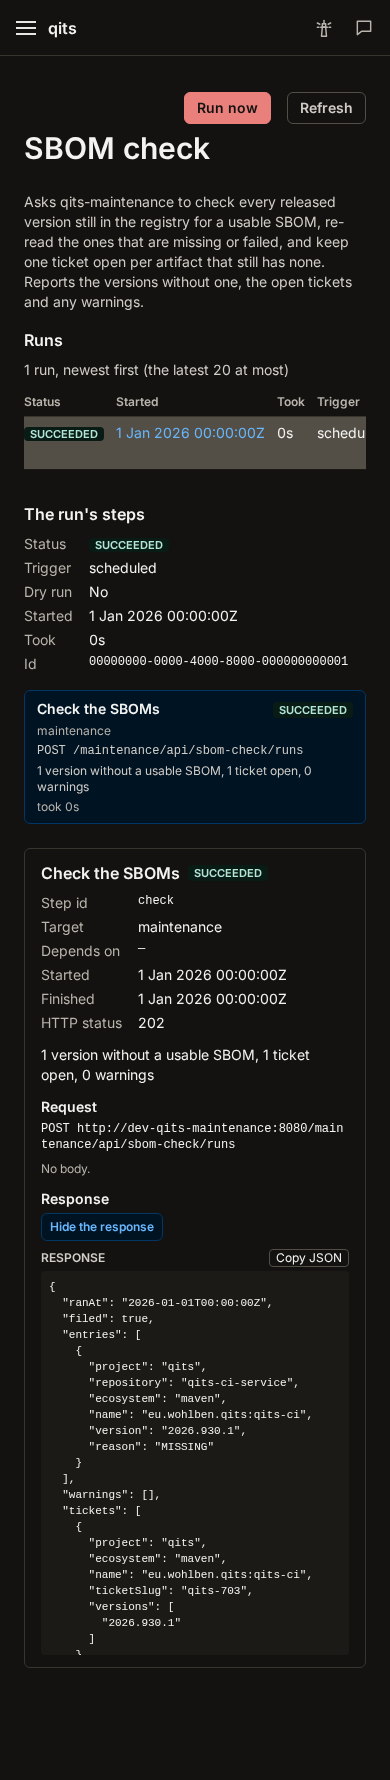 qits
Run now
Refresh
SBOM check
Asks qits-maintenance to check every released
version still in the registry for a usable SBOM, re-
read the ones that are missing or failed, and keep
one ticket open per artifact that still has none.
Reports the versions without one, the open tickets
and any warnings.
Runs
1 run, newest first (the latest 20 at most)
Status Started Took Trigger
SUCCEEDED 1 Jan 2026 00:00:00Z 0s schedu
The run's steps
Status SUCCEEDED
Trigger scheduled
Dry run No
Started 1 Jan 2026 00:00:00Z
Took 0s
Id 00000000-0000-4000-8000-000000000001
Check the SBOMs SUCCEEDED
maintenance
POST /maintenance/api/sbom-check/runs
1 version without a usable SBOM, 1 ticket open, 0
warnings
took 0s
Check the SBOMs SUCCEEDED
Step id check
Target maintenance
Depends on —
Started 1 Jan 2026 00:00:00Z
Finished 1 Jan 2026 00:00:00Z
HTTP status 202
1 version without a usable SBOM, 1 ticket
open, 0 warnings
Request
POST http://dev-qits-maintenance:8080/main
tenance/api/sbom-check/runs
No body.
Response
Hide the response
RESPONSE Copy JSON
{
"ranAt": "2026-01-01T00:00:00Z",
"filed": true,
"entries": [
{
"project": "qits",
"repository": "qits-ci-service",
"ecosystem": "maven",
"name": "eu.wohlben.qits:qits-ci",
"version": "2026.930.1",
"reason": "MISSING"
}
],
"warnings": [],
"tickets": [
{
"project": "qits",
"ecosystem": "maven",
"name": "eu.wohlben.qits:qits-ci",
"ticketSlug": "qits-703",
"versions": [
"2026.930.1"
]
}